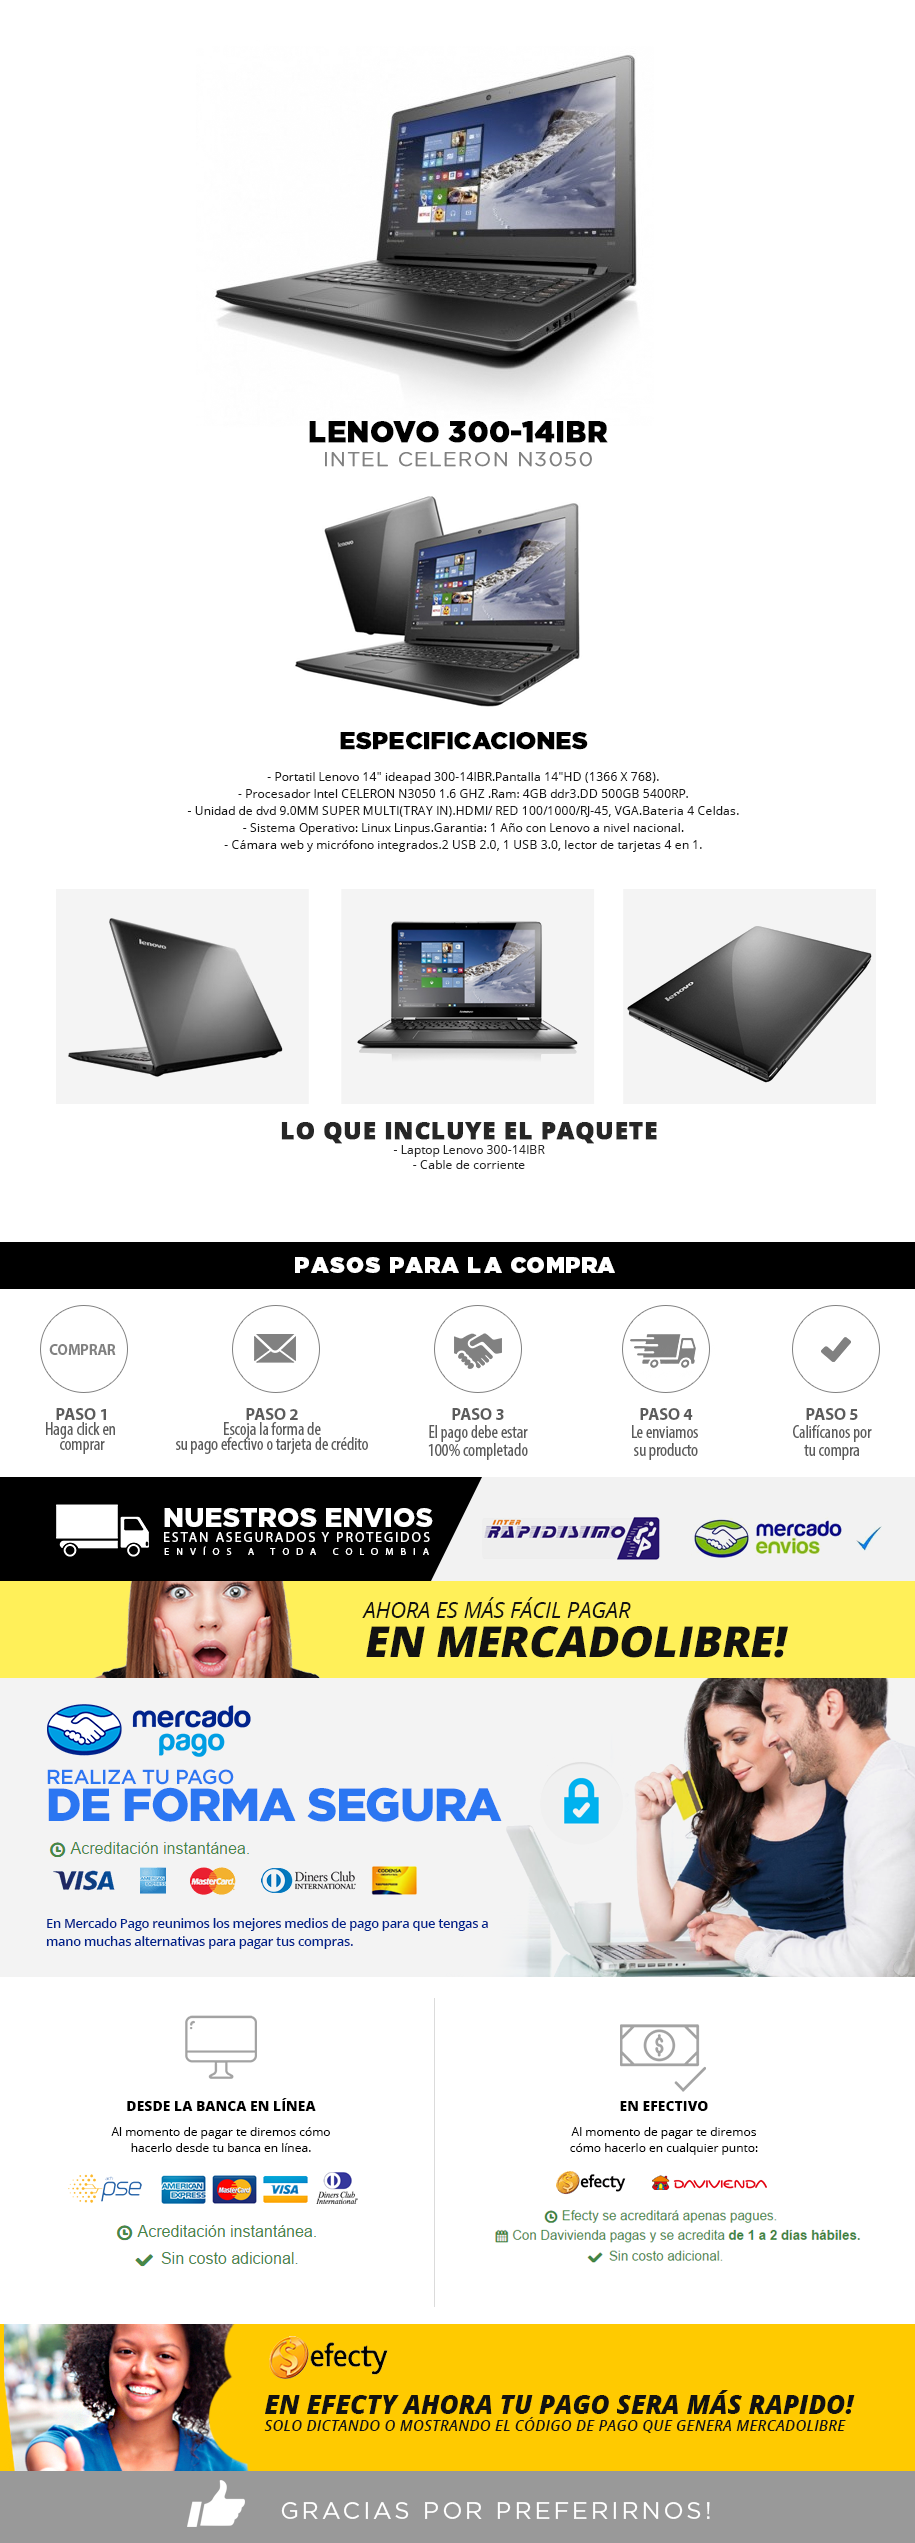 LENOVO 300-14IBR
INTEL CELERON N3050
lenovo
ESPECIFICACIONES
- Portatil Lenovo 14" ideapad 300-14IBR.Pantalla 14"HD (1366 X 768).
- Procesador Intel CELERON N3050 1.6 GHZ .Ram: 4GB ddr3.DD 500GB 5400RP.
- Unidad de dvd 9.0MM SUPER MULTI(TRAY IN).HDMI/ RED 100/1000/RJ-45, VGA.Bateria 4 Celdas.
- Sistema Operativo: Linux Linpus.Garantia: 1 Año con Lenovo a nivel nacional.
- Cámara web y micrófono integrados.2 USB 2.0, 1 USB 3.0, lector de tarjetas 4 en 1.
lenovo
lenovo
LO QUE INCLUYE EL PAQUETE
- Laptop Lenovo 300-14IBR
- Cable de corriente
PASOS PARA LA COMPRA
COMPRAR
PASO 1
Haga click en
comprar
PASO 2
Escoja la forma de
su pago efectivo o tarjeta de crédito
PASO 3
El pago debe estar
100% completado
PASO 4
Le enviamos
su producto
PASO 5
Califícanos por
tu compra
NUESTROS ENVIOS
ESTAN ASEGURADOS Y PROTEGIDOS
ENVÍOS A TODA COLOMBIA
INTER
RAPIDISIMO
mercado
envios
AHORA ES MÁS FÁCIL PAGAR
EN MERCADOLIBRE!
mercado
pago
REALIZA TU PAGO
DE FORMA SEGURA
Acreditación instantánea.
VISA
AMERICAN EXPRESS
MasterCard
Diners Club
INTERNATIONAL
CODENSA
En Mercado Pago reunimos los mejores medios de pago para que tengas a
mano muchas alternativas para pagar tus compras.
DESDE LA BANCA EN LÍNEA
Al momento de pagar te diremos cómo
hacerlo desde tu banca en línea.
pse
AMERICAN EXPRESS
MasterCard
VISA
Diners Club
International
Acreditación instantánea.
Sin costo adicional.
EN EFECTIVO
Al momento de pagar te diremos
cómo hacerlo en cualquier punto:
efecty
DAVIVIENDA
Efecty se acreditará apenas pagues.
Con Davivienda pagas y se acredita de 1 a 2 días hábiles.
Sin costo adicional.
efecty
EN EFECTY AHORA TU PAGO SERA MÁS RAPIDO!
SOLO DICTANDO O MOSTRANDO EL CÓDIGO DE PAGO QUE GENERA MERCADOLIBRE
GRACIAS POR PREFERIRNOS!